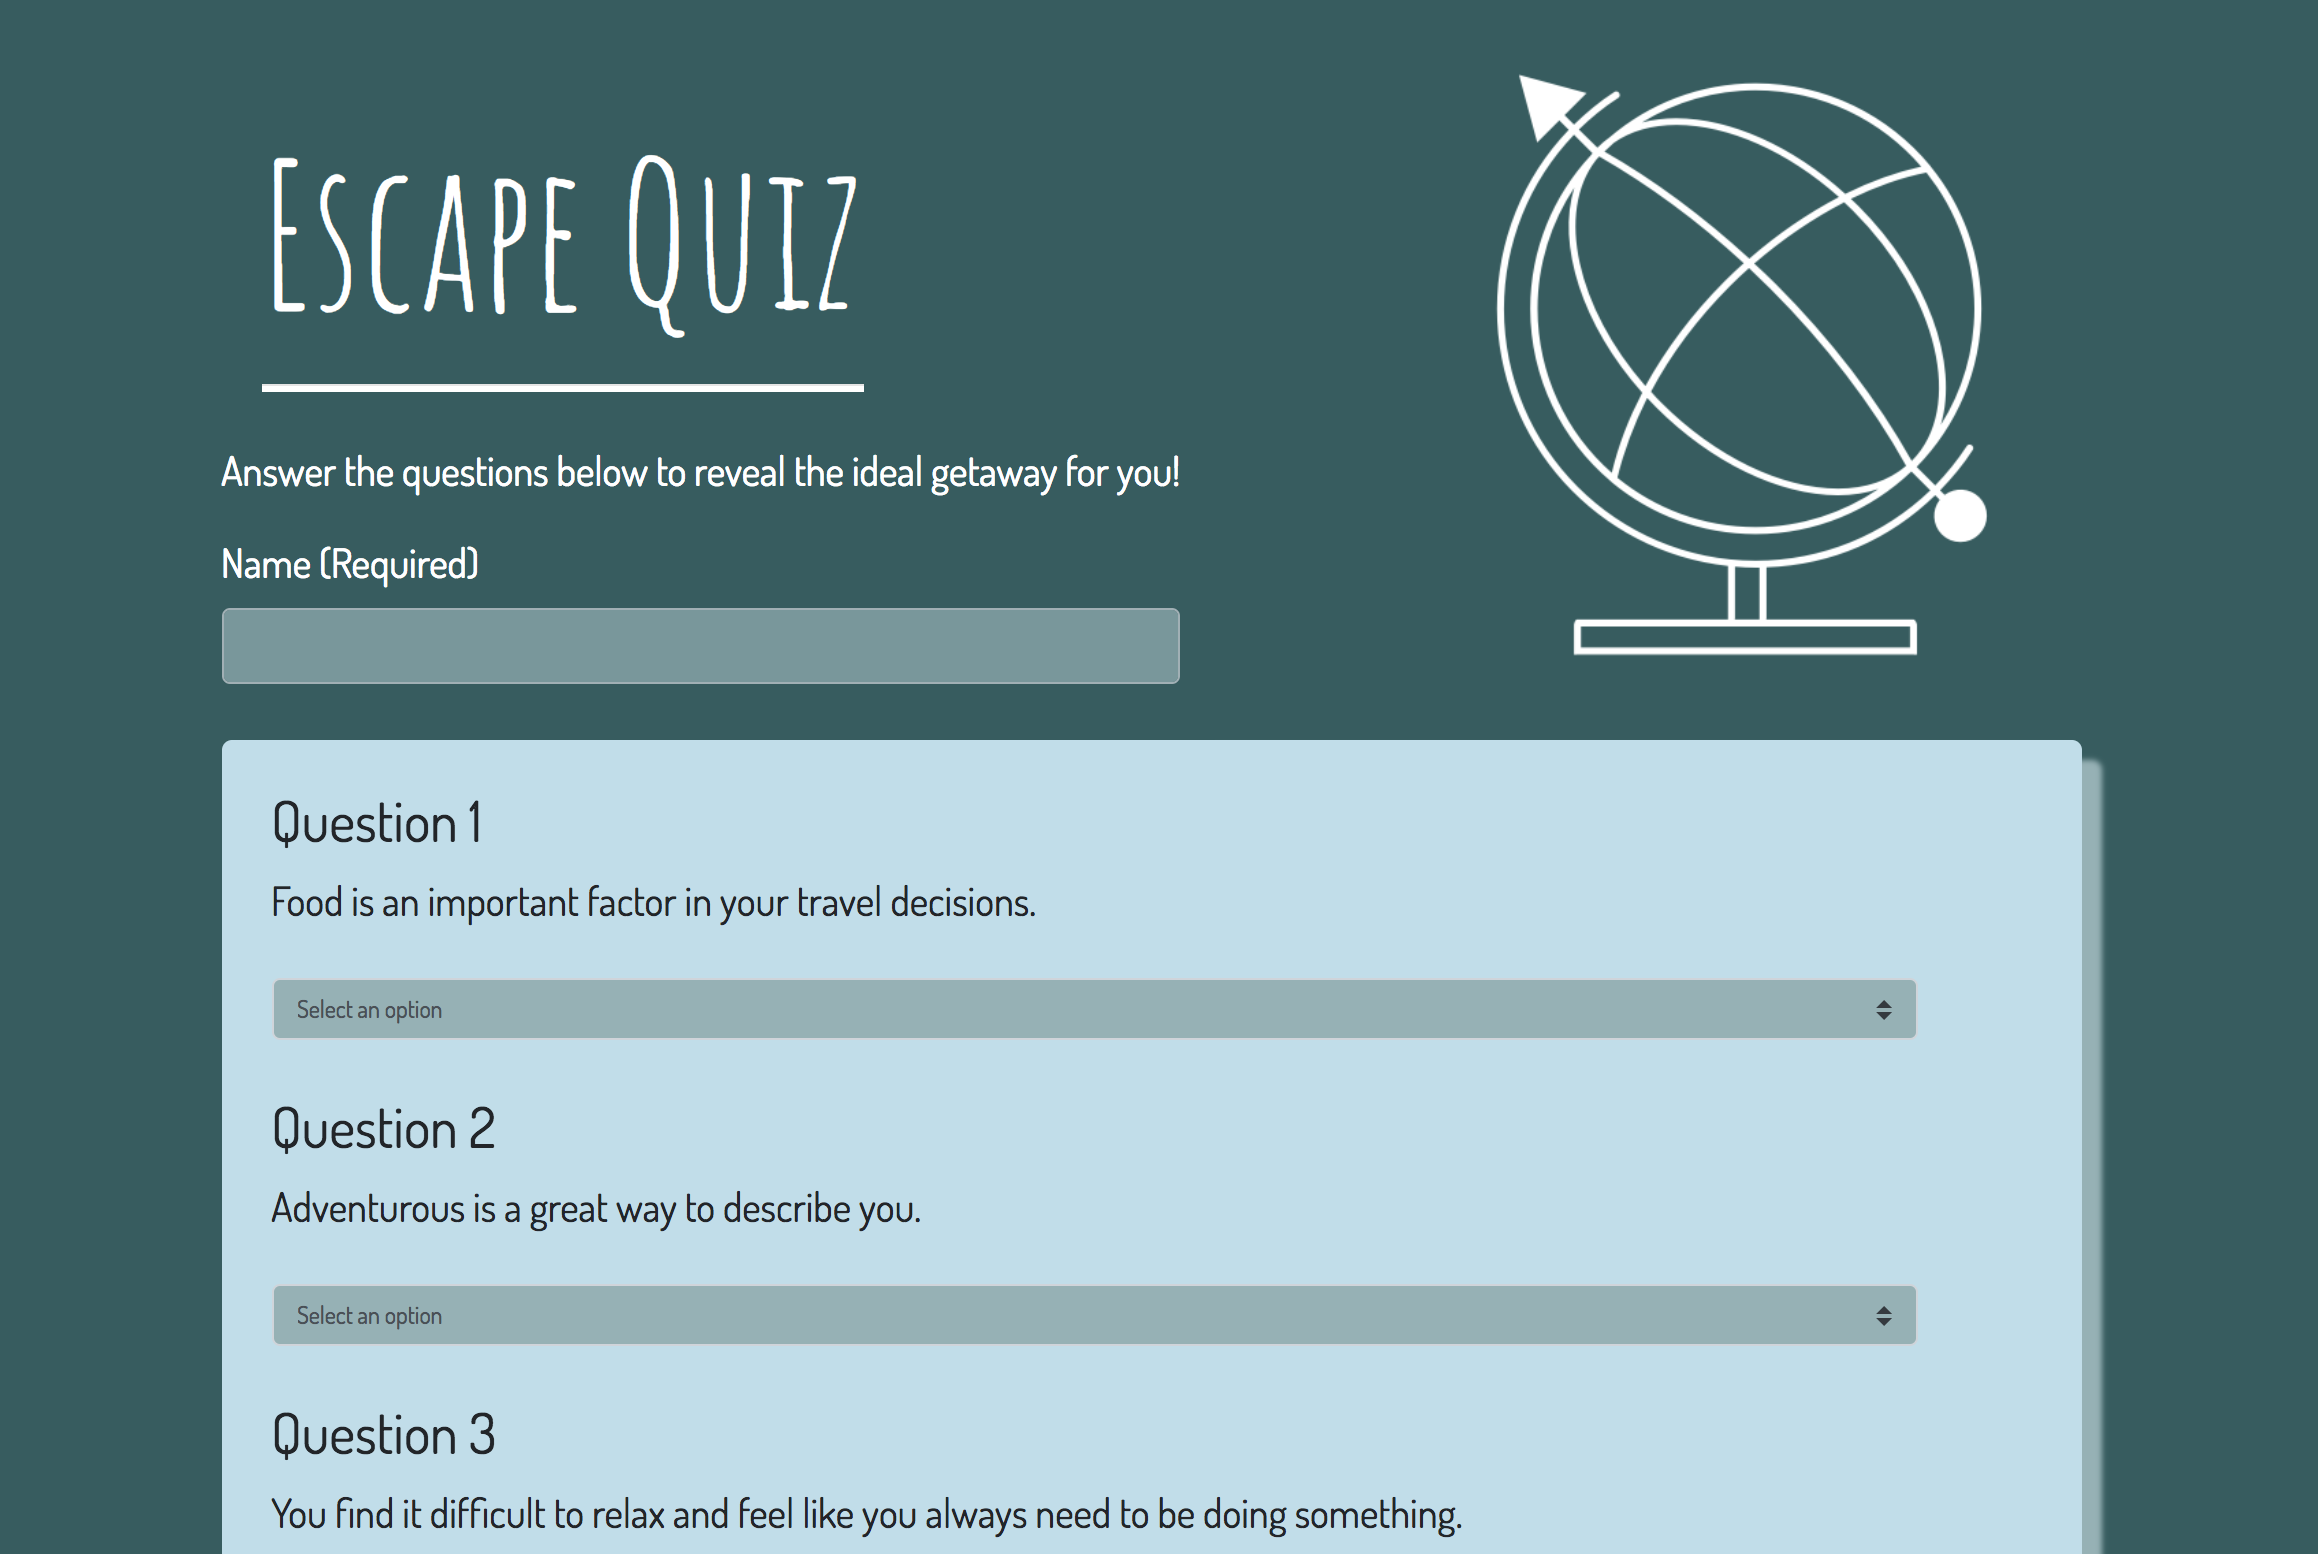 Escape Quiz
Answer the questions below to reveal the ideal getaway for you!
Name (Required)
Question 1
Food is an important factor in your travel decisions.
Select an option
Question 2
Adventurous is a great way to describe you.
Select an option
Question 3
You find it difficult to relax and feel like you always need to be doing something.